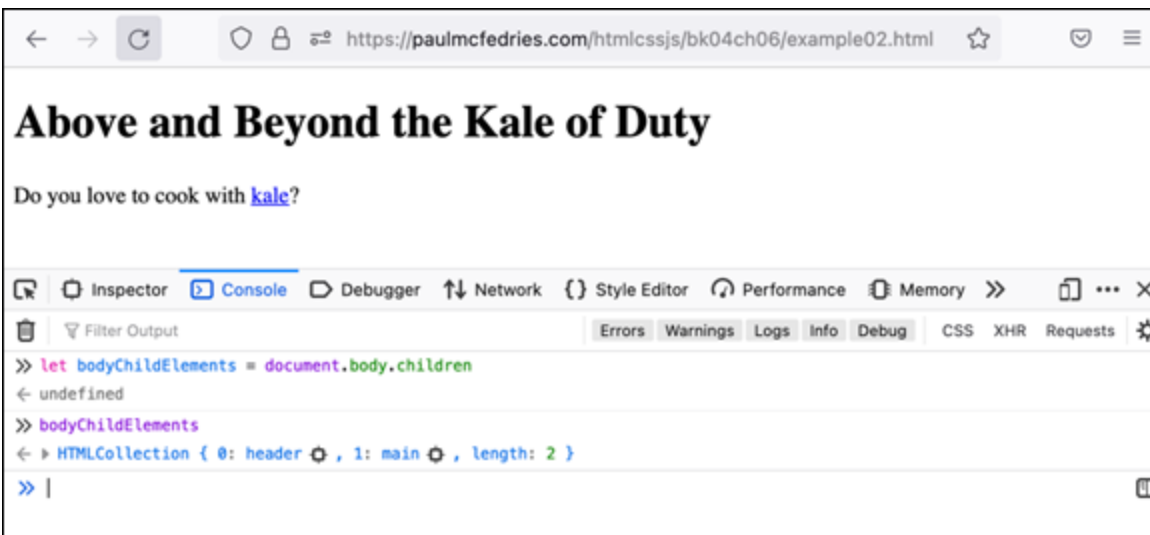 https://paulmcfedries.com/htmlcssjs/bk04ch06/example02.html
Above and Beyond the Kale of Duty
Do you love to cook with kale?
Inspector Console Debugger Network {} Style Editor Performance Memory
Filter Output Errors Warnings Logs Info Debug CSS XHR Requests
>> let bodyChildElements = document.body.children
← undefined
>> bodyChildElements
← ▸ HTMLCollection { 0: header , 1: main , length: 2 }
>>